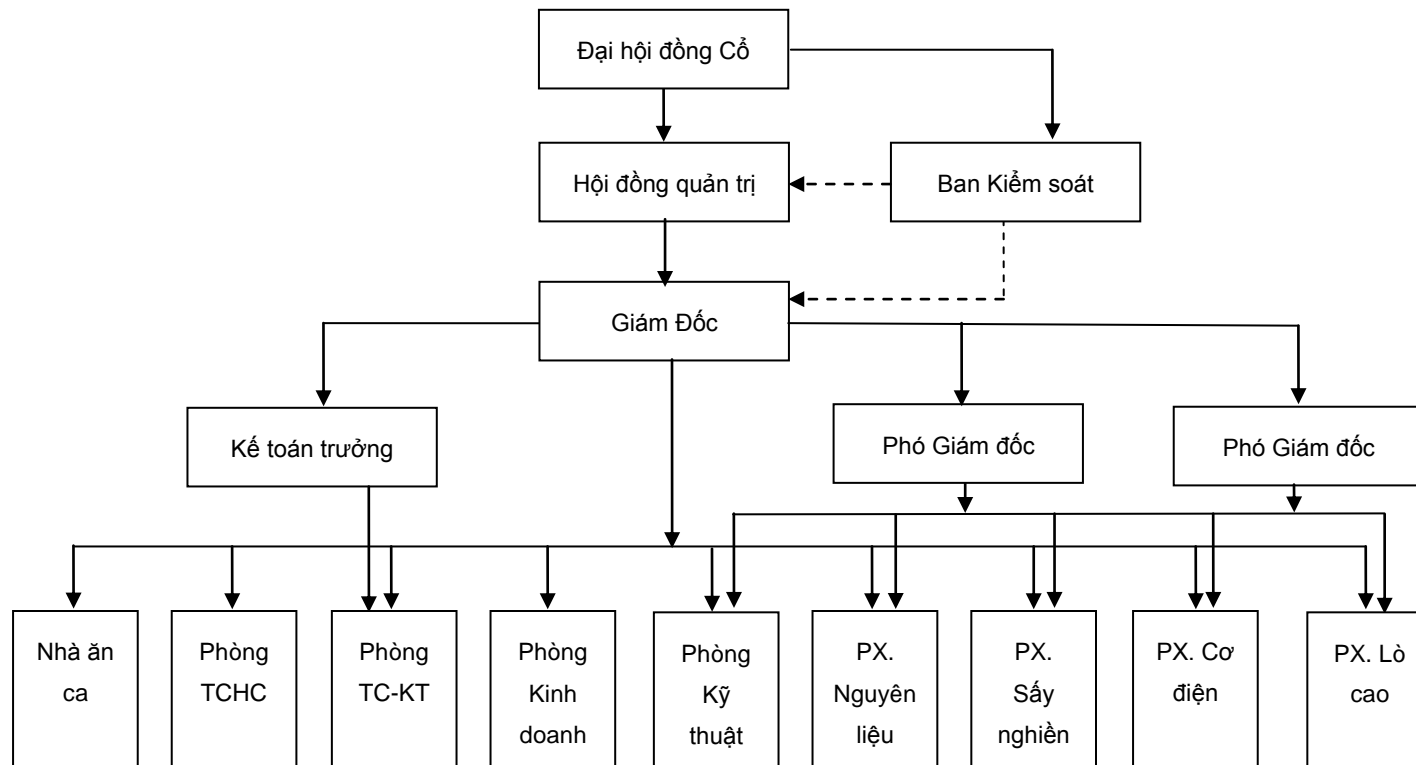 Đại hội đồng Cổ
Hội đồng quản trị
Ban Kiểm soát
Giám Đốc
Kế toán trưởng
Phó Giám đốc
Phó Giám đốc
Nhà ăn
ca
Phòng
TCHC
Phòng
TC-KT
Phòng
Kinh
doanh
Phòng
Kỹ
thuật
PX.
Nguyên
liệu
PX.
Sấy
nghiền
PX. Cơ
điện
PX. Lò
cao